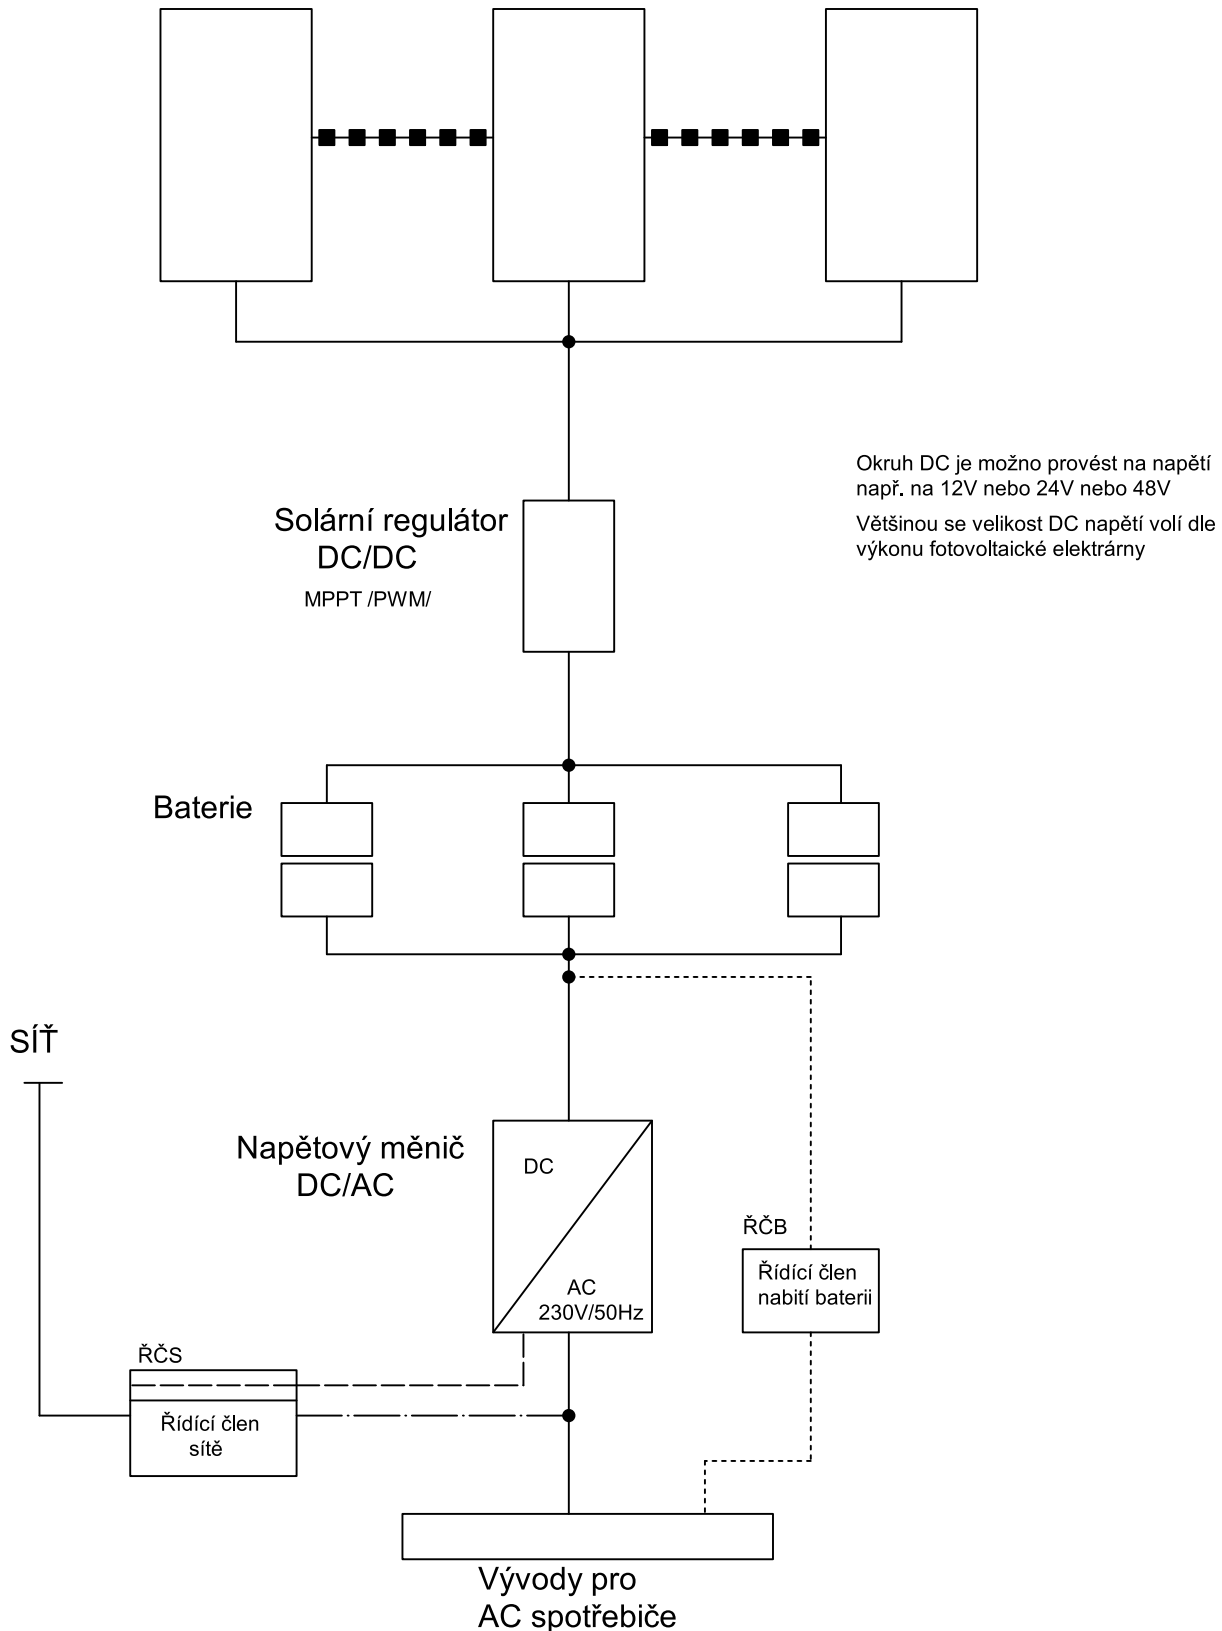 Okruh DC je možno provést na napětí
např. na 12V nebo 24V nebo 48V
Většinou se velikost DC napětí volí dle
výkonu fotovoltaické elektrárny
Solární regulátor
DC/DC
MPPT /PWM/
Baterie
SÍŤ
Napětový měnič
DC/AC
DC
AC
230V/50Hz
ŘČB
Řídící člen
nabití baterii
ŘČS
Řídící člen
sítě
Vývody pro
AC spotřebiče